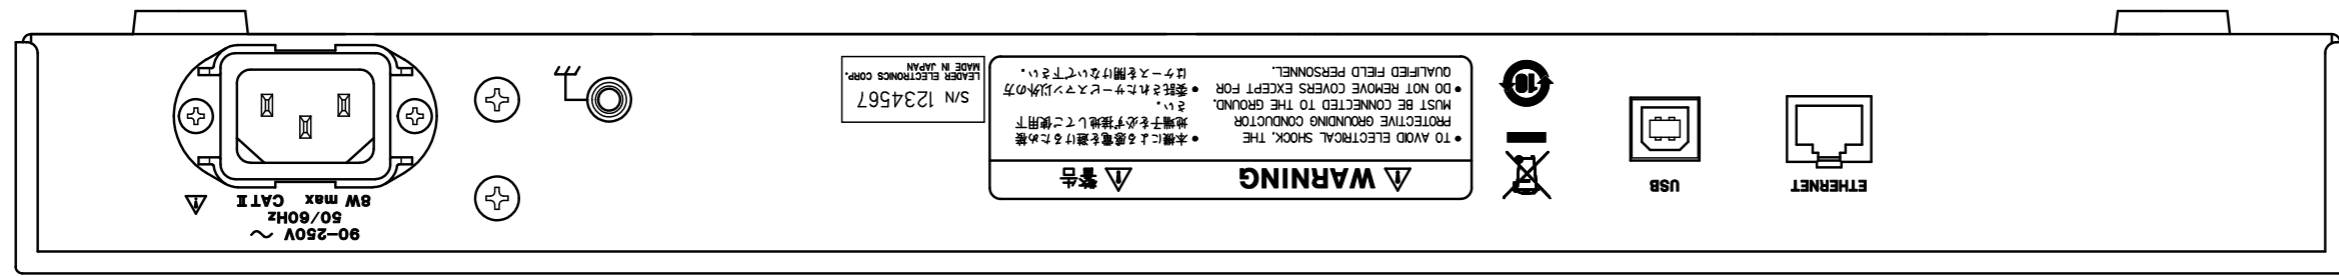 ETHERNET
USB
10
WARNING
• TO AVOID ELECTRICAL SHOCK, THE
PROTECTIVE GROUNDING CONDUCTOR
MUST BE CONNECTED TO THE GROUND.
• DO NOT REMOVE COVERS EXCEPT FOR
QUALIFIED FIELD PERSONNEL.
警告
• 本機による感電を避けるため接
地端子を必ず接地してご使用下
さい。
• 委託されたサービスマン以外の方
はケースを開けないで下さい。
S/N 1234567
LEADER ELECTRONICS CORP.
MADE IN JAPAN
90-250V ～
50/60Hz
8W max CAT II